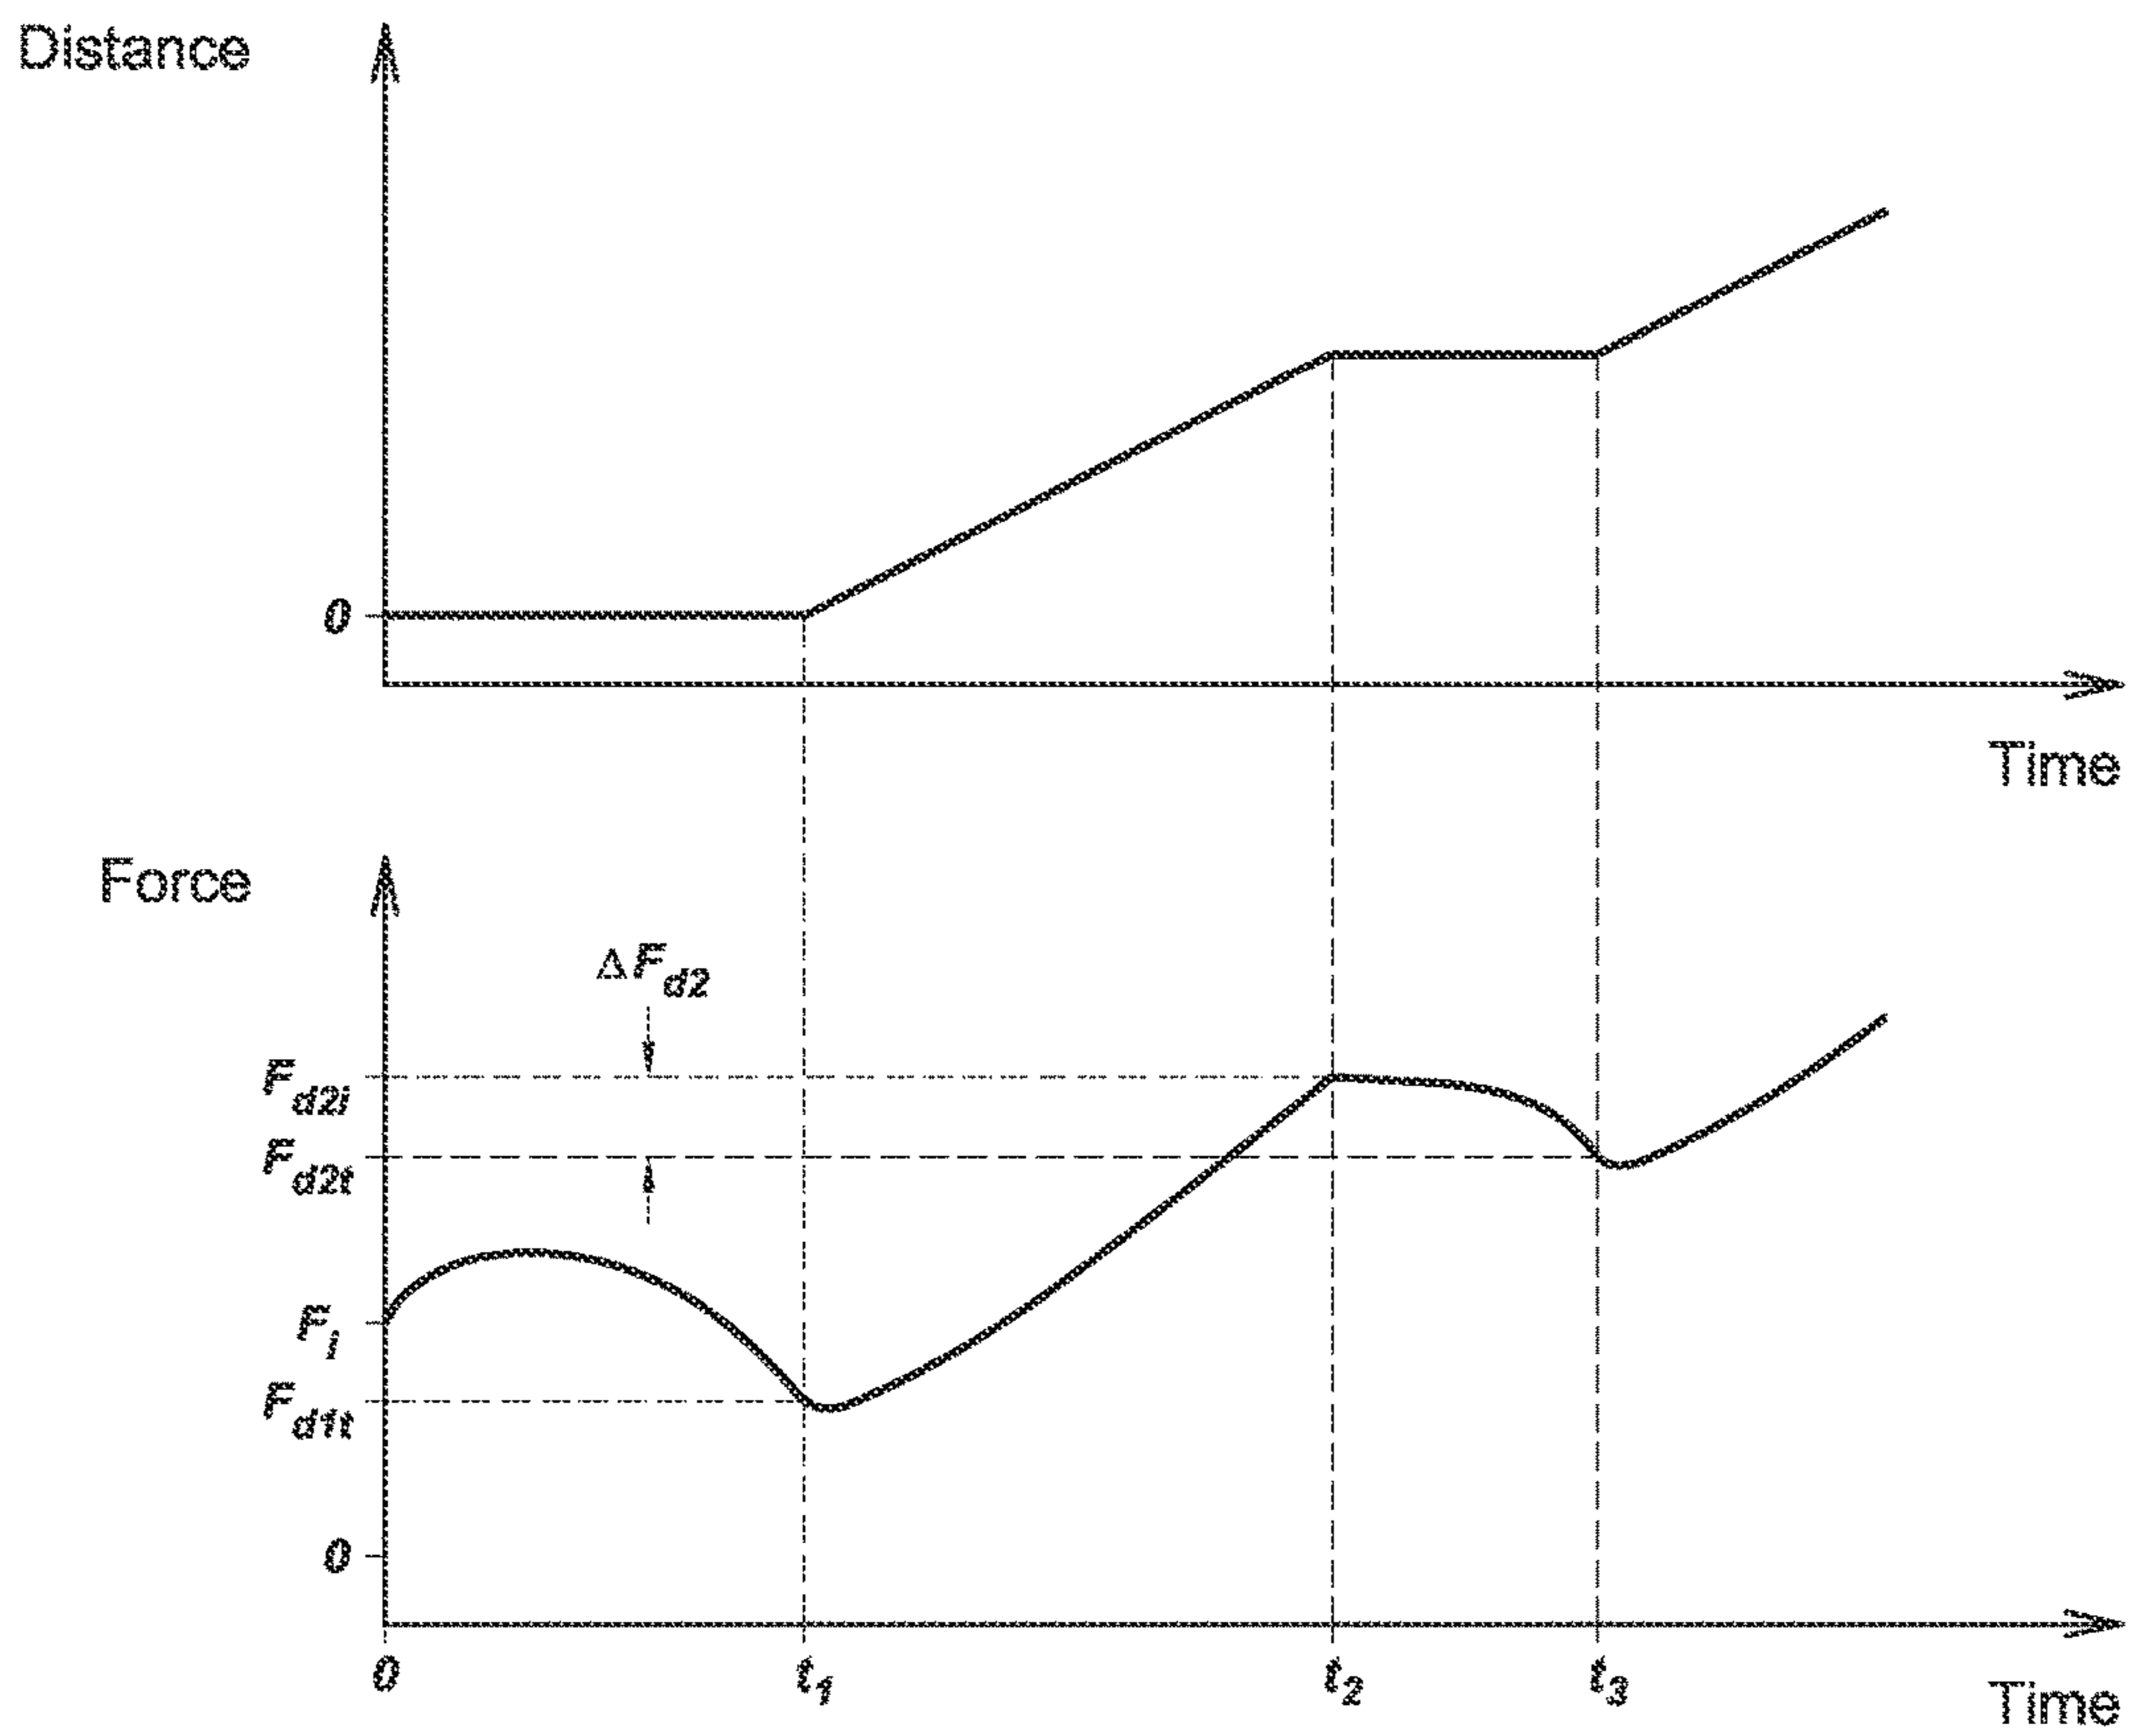 Distance
0
Time
Force
ΔF_d2
F_d2i
F_d2t
F_i
F_d1t
0
0
t_1
t_2
t_3
Time